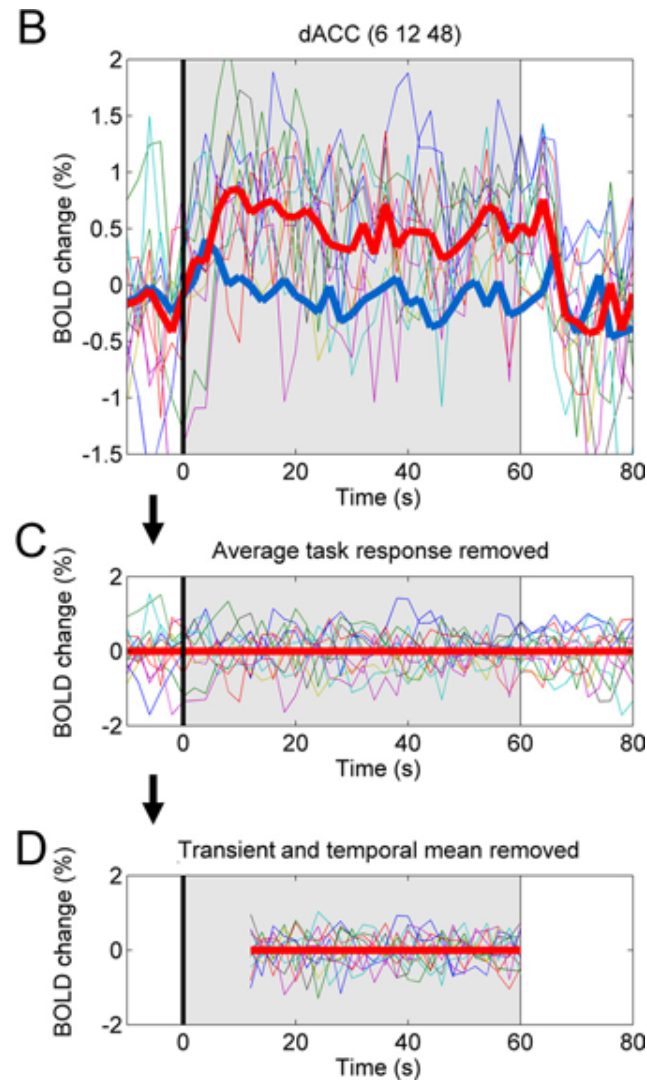 B
dACC (6 12 48)
BOLD change (%)
2
1.5
1
0.5
0
-0.5
-1
-1.5
0 20 40 60 80
Time (s)
C
Average task response removed
BOLD change (%)
2
0
-2
0 20 40 60 80
Time (s)
D
Transient and temporal mean removed
BOLD change (%)
2
0
-2
0 20 40 60 80
Time (s)